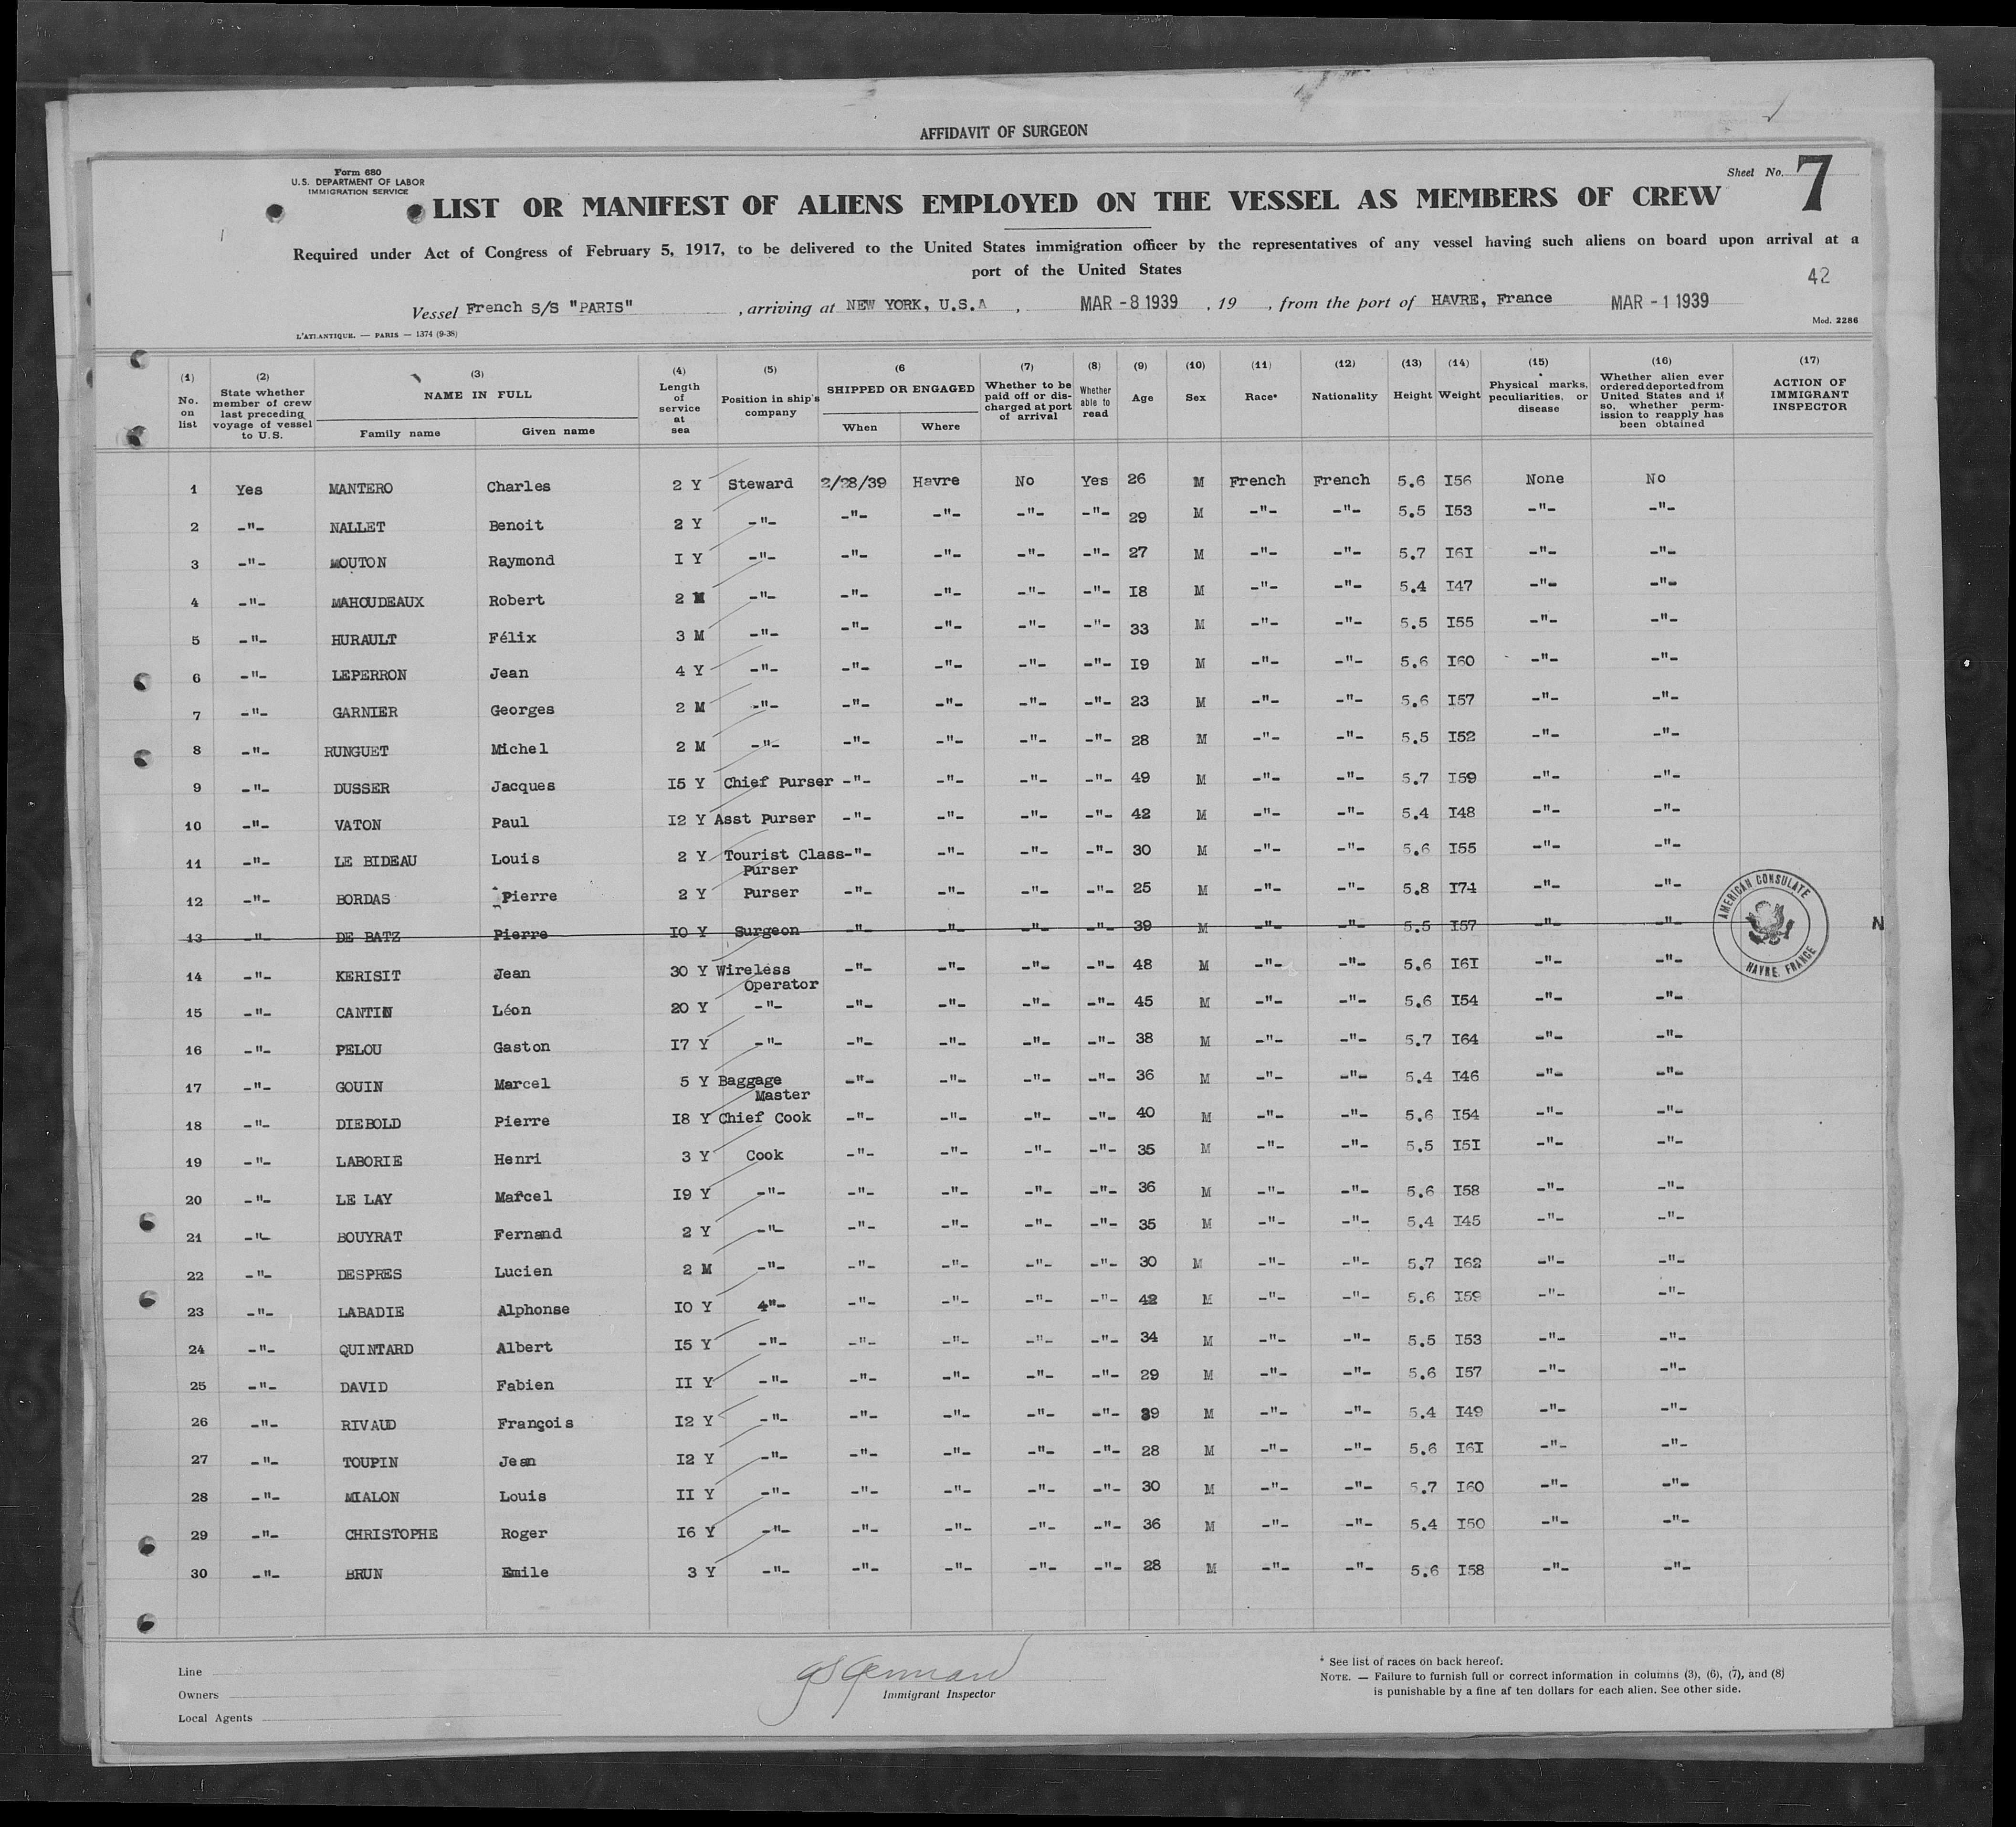 AFFIDAVIT OF SURGEON
Form 680
U.S. DEPARTMENT OF LABOR
IMMIGRATION SERVICE
Sheet No. 7
LIST OR MANIFEST OF ALIENS EMPLOYED ON THE VESSEL AS MEMBERS OF CREW
Required under Act of Congress of February 5, 1917, to be delivered to the United States immigration officer by the representatives of any vessel having such aliens on board upon arrival at a
port of the United States
42
Vessel French S/S "PARIS" , arriving at NEW YORK, U.S.A , MAR -8 1939 , 19 , from the port of HAVRE, France MAR -1 1939
L'ATLANTIQUE. — PARIS — 1374 (9-38)
Mod. 2286
(1) No. on list
(2) State whether member of crew last preceding voyage of vessel to U.S.
(3) NAME IN FULL Family name Given name
(4) Length of service at sea
(5) Position in ship's company
(6 SHIPPED OR ENGAGED When Where
(7) Whether to be paid off or dis-charged at port of arrival
(8) Whether able to read
(9) Age
(10) Sex
(11) Race*
(12) Nationality
(13) Height
(14) Weight
(15) Physical marks, peculiarities, or disease
(16) Whether alien ever ordered deported from United States and if so, whether perm-ission to reapply has been obtained
(17) ACTION OF IMMIGRANT INSPECTOR
1 Yes MANTERO Charles 2 Y Steward 2/28/39 Havre No Yes 26 M French French 5.6 I56 None No
2 -"- NALLET Benoit 2 Y -"- -"- -"- -"- -"- 29 M -"- -"- 5.5 I53 -"- -"-
3 -"- MOUTON Raymond I Y -"- -"- -"- -"- -"- 27 M -"- -"- 5.7 I6I -"- -"-
4 -"- MAHOUDEAUX Robert 2 M -"- -"- -"- -"- -"- I8 M -"- -"- 5.4 I47 -"- -"-
5 -"- HURAULT Félix 3 M -"- -"- -"- -"- -"- 33 M -"- -"- 5.5 I55 -"- -"-
6 -"- LEPERRON Jean 4 Y -"- -"- -"- -"- -"- I9 M -"- -"- 5.6 I60 -"- -"-
7 -"- GARNIER Georges 2 M -"- -"- -"- -"- -"- 23 M -"- -"- 5.6 I57 -"- -"-
8 -"- RUNGUET Michel 2 M -"- -"- -"- -"- -"- 28 M -"- -"- 5.5 I52 -"- -"-
9 -"- DUSSER Jacques I5 Y Chief Purser -"- -"- -"- -"- 49 M -"- -"- 5.7 I59 -"- -"-
10 -"- VATON Paul I2 Y Asst Purser -"- -"- -"- -"- 42 M -"- -"- 5.4 I48 -"- -"-
11 -"- LE BIDEAU Louis 2 Y Tourist Class -"- -"- -"- -"- 30 M -"- -"- 5.6 I55 -"- -"-
Purser
12 -"- BORDAS Pierre 2 Y Purser -"- -"- -"- -"- 25 M -"- -"- 5.8 I74 -"- -"-
13 -"- DE BATZ Pierre I0 Y Surgeon -"- -"- -"- -"- 39 M -"- -"- 5.5 I57 -"- -"- N
AMERICAN CONSULATE
HAVRE, FRANCE
14 -"- KERISIT Jean 30 Y Wireless -"- -"- -"- -"- 48 M -"- -"- 5.6 I6I -"- -"-
Operator
15 -"- CANTIN Léon 20 Y -"- -"- -"- -"- -"- 45 M -"- -"- 5.6 I54 -"- -"-
16 -"- PELOU Gaston I7 Y -"- -"- -"- -"- -"- 38 M -"- -"- 5.7 I64 -"- -"-
17 -"- GOUIN Marcel 5 Y Baggage -"- -"- -"- -"- 36 M -"- -"- 5.4 I46 -"- -"-
Master
18 -"- DIEBOLD Pierre I8 Y Chief Cook -"- -"- -"- -"- 40 M -"- -"- 5.6 I54 -"- -"-
19 -"- LABORIE Henri 3 Y Cook -"- -"- -"- -"- 35 M -"- -"- 5.5 I5I -"- -"-
20 -"- LE LAY Marcel I9 Y -"- -"- -"- -"- -"- 36 M -"- -"- 5.6 I58 -"- -"-
21 -"- BOUYRAT Fernand 2 Y -"- -"- -"- -"- -"- 35 M -"- -"- 5.4 I45 -"- -"-
22 -"- DESPRES Lucien 2 M -"- -"- -"- -"- -"- 30 M -"- -"- 5.7 I62 -"- -"-
23 -"- LABADIE Alphonse I0 Y 4"- -"- -"- -"- -"- 42 M -"- -"- 5.6 I59 -"- -"-
24 -"- QUINTARD Albert I5 Y -"- -"- -"- -"- -"- 34 M -"- -"- 5.5 I53 -"- -"-
25 -"- DAVID Fabien II Y -"- -"- -"- -"- -"- 29 M -"- -"- 5.6 I57 -"- -"-
26 -"- RIVAUD François I2 Y -"- -"- -"- -"- -"- 39 M -"- -"- 5.4 I49 -"- -"-
27 -"- TOUPIN Jean I2 Y -"- -"- -"- -"- -"- 28 M -"- -"- 5.6 I6I -"- -"-
28 -"- MIALON Louis II Y -"- -"- -"- -"- -"- 30 M -"- -"- 5.7 I60 -"- -"-
29 -"- CHRISTOPHE Roger I6 Y -"- -"- -"- -"- -"- 36 M -"- -"- 5.4 I50 -"- -"-
30 -"- BRUN Emile 3 Y -"- -"- -"- -"- -"- 28 M -"- -"- 5.6 I58 -"- -"-
Line
Owners
Local Agents
Immigrant Inspector
* See list of races on back hereof.
NOTE. — Failure to furnish full or correct information in columns (3), (6), (7), and (8)
is punishable by a fine af ten dollars for each alien. See other side.